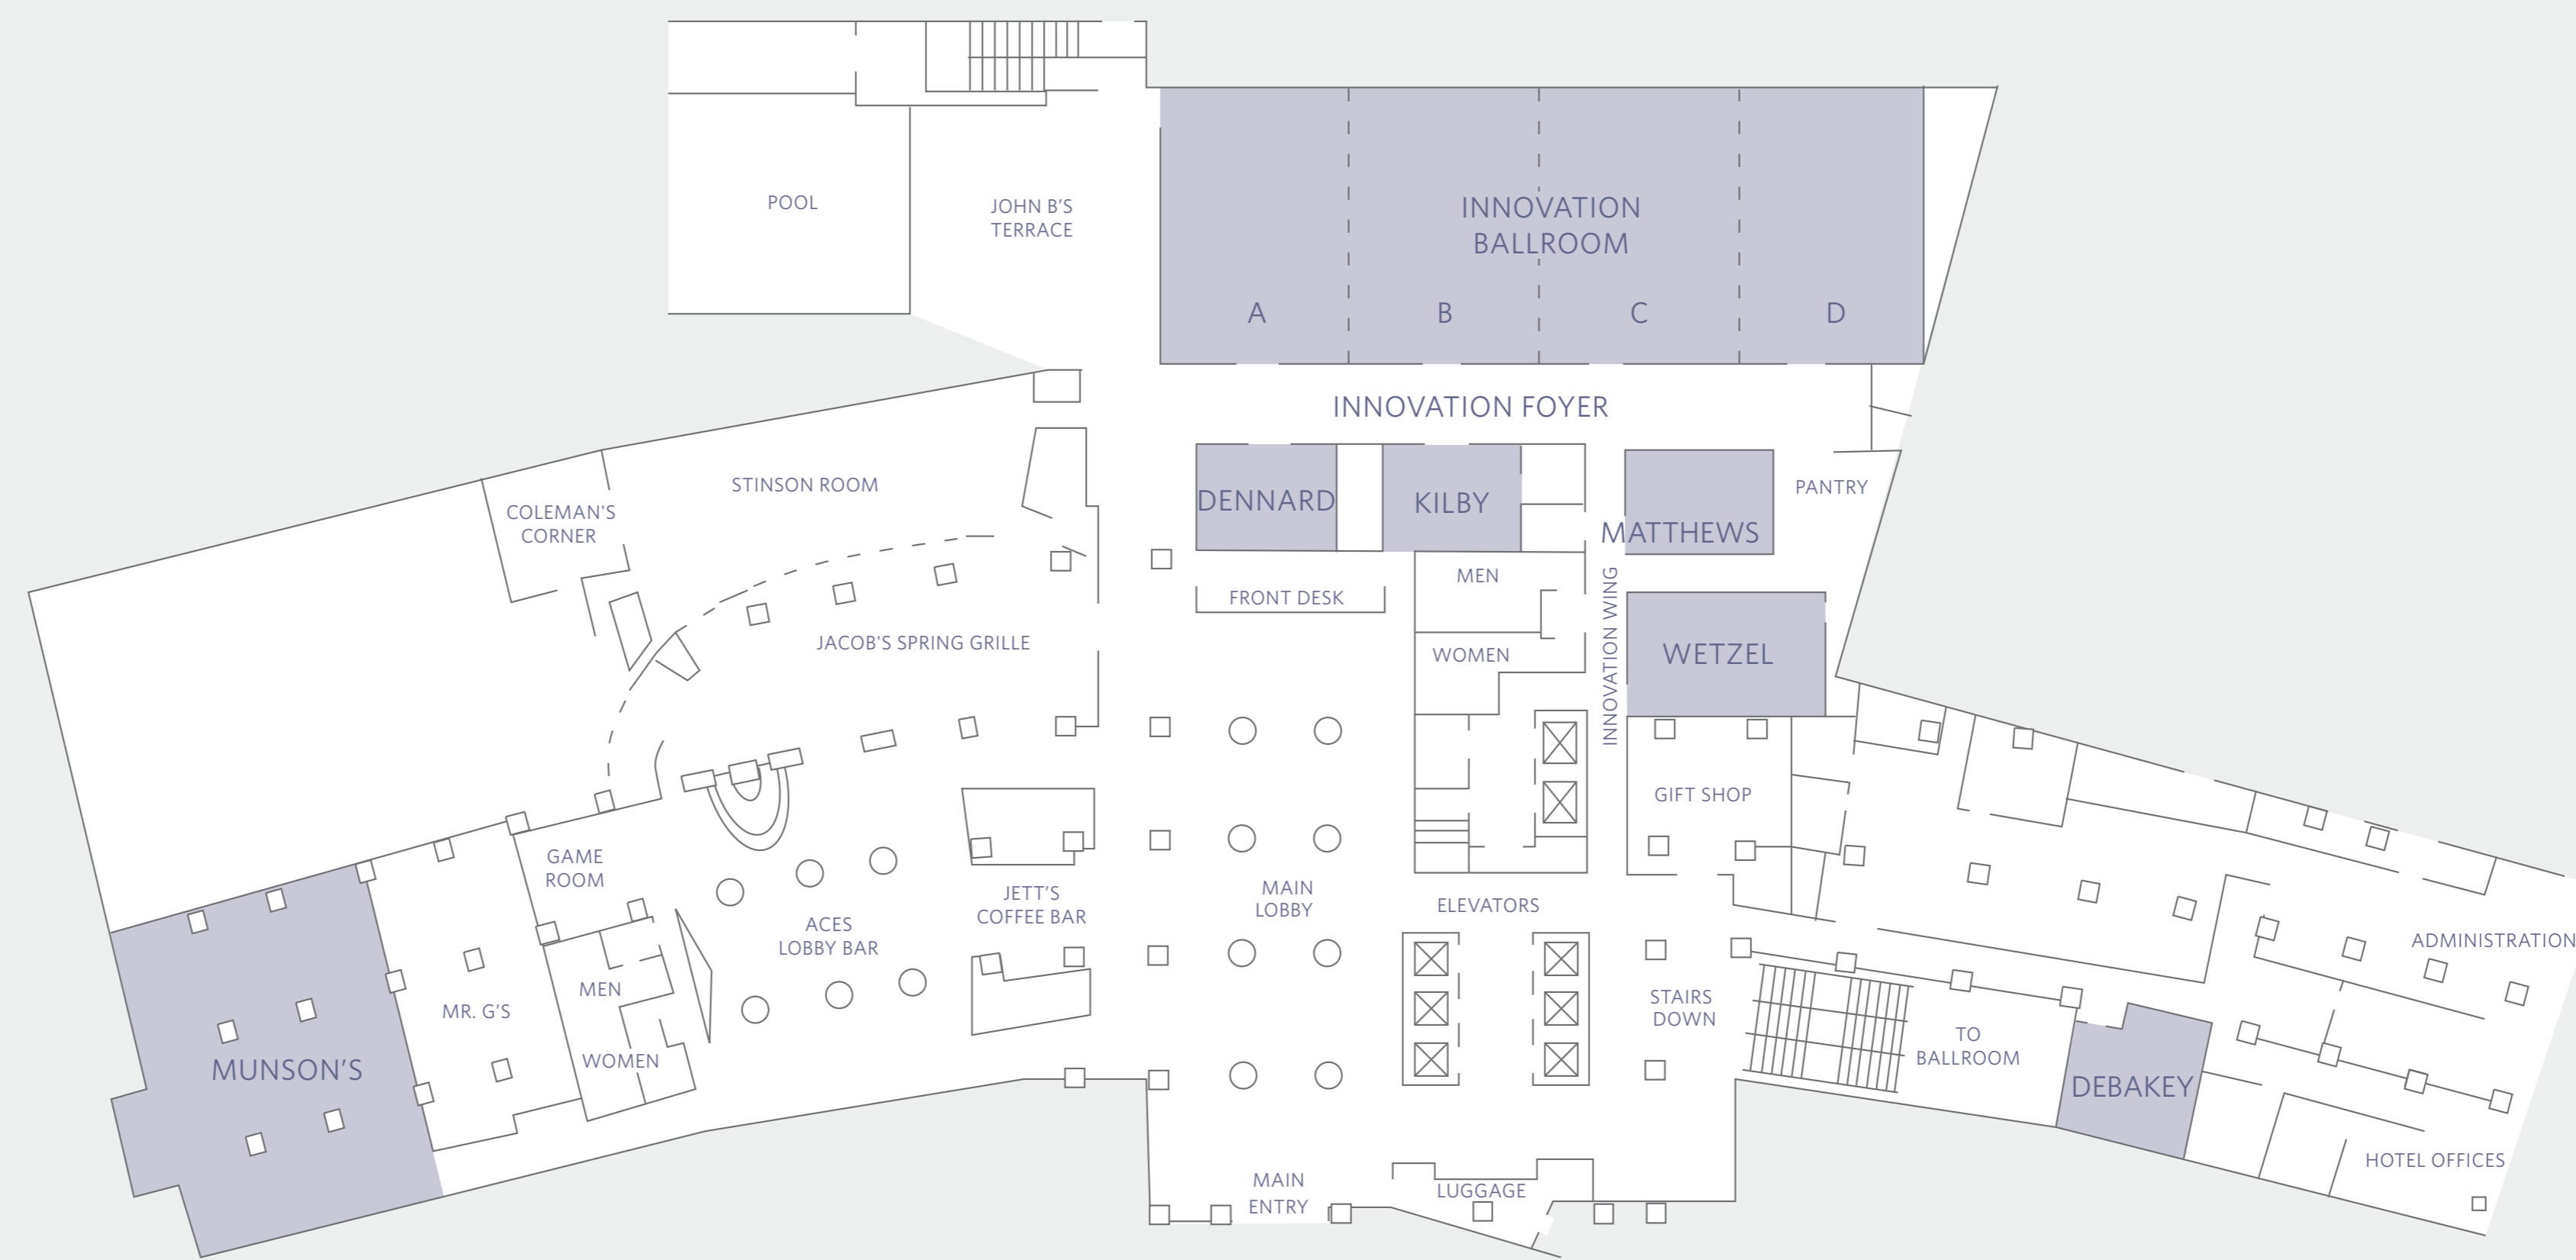 POOL
JOHN B'S
TERRACE
INNOVATION
BALLROOM
A
B
C
D
INNOVATION FOYER
STINSON ROOM
COLEMAN'S
CORNER
DENNARD
KILBY
MATTHEWS
PANTRY
MEN
FRONT DESK
JACOB'S SPRING GRILLE
WOMEN
INNOVATION WING
WETZEL
GIFT SHOP
GAME
ROOM
JETT'S
COFFEE BAR
MAIN
LOBBY
ELEVATORS
ACES
LOBBY BAR
ADMINISTRATION
MEN
MR. G'S
STAIRS
DOWN
TO
BALLROOM
WOMEN
MUNSON'S
DEBAKEY
HOTEL OFFICES
MAIN
ENTRY
LUGGAGE